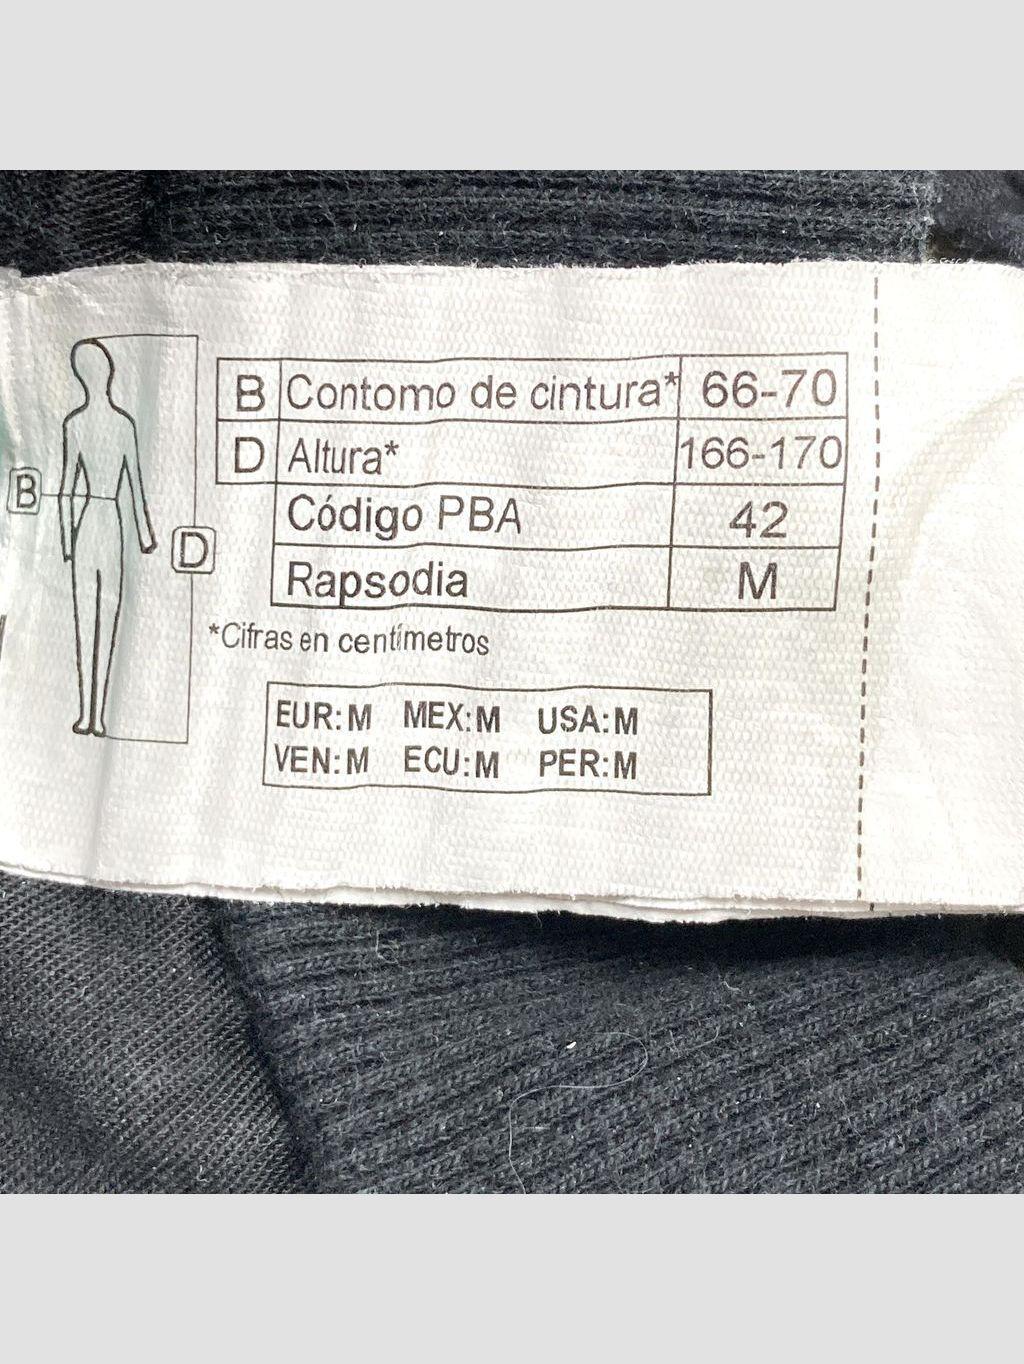 B Contorno de cintura* 66-70
D Altura* 166-170
Código PBA 42
Rapsodia M
B
D
*Cifras en centímetros
EUR:M MEX:M USA:M
VEN:M ECU:M PER:M